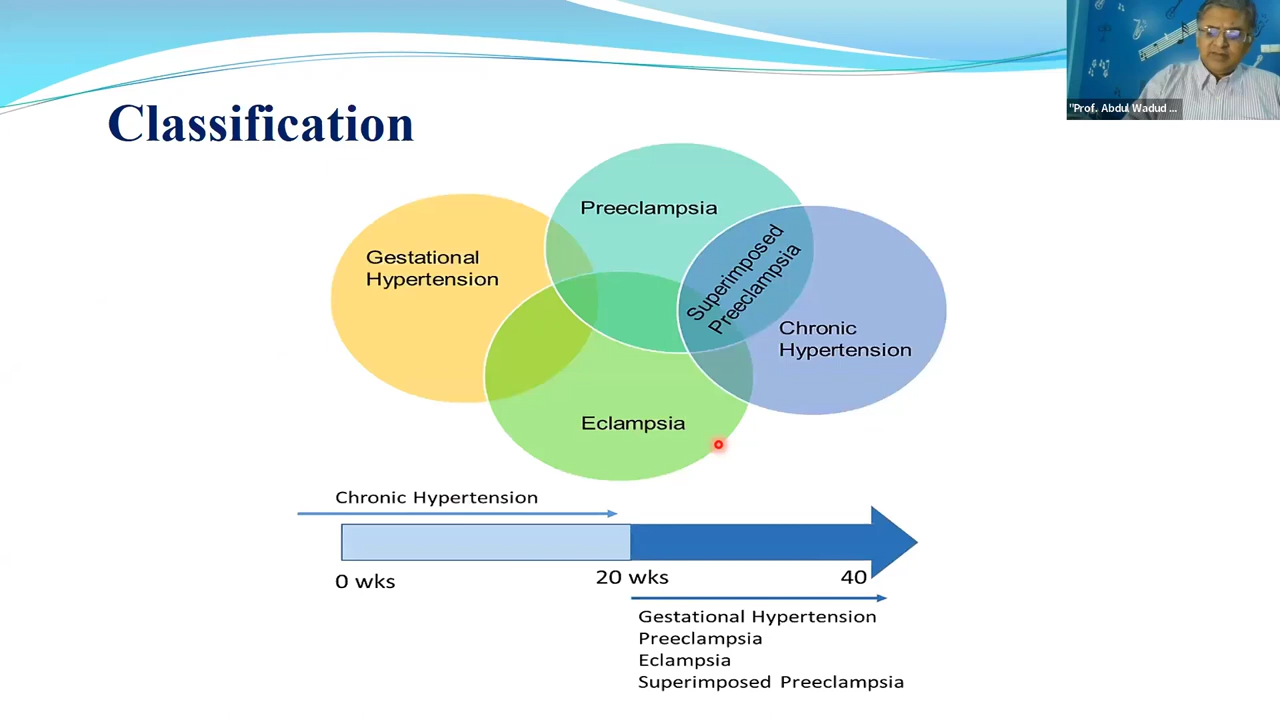 "Prof. Abdul Wadud ...
Classification
Preeclampsia
Gestational
Hypertension
Superimposed
Preeclampsia
Chronic
Hypertension
Eclampsia
Chronic Hypertension
0 wks
20 wks
40
Gestational Hypertension
Preeclampsia
Eclampsia
Superimposed Preeclampsia